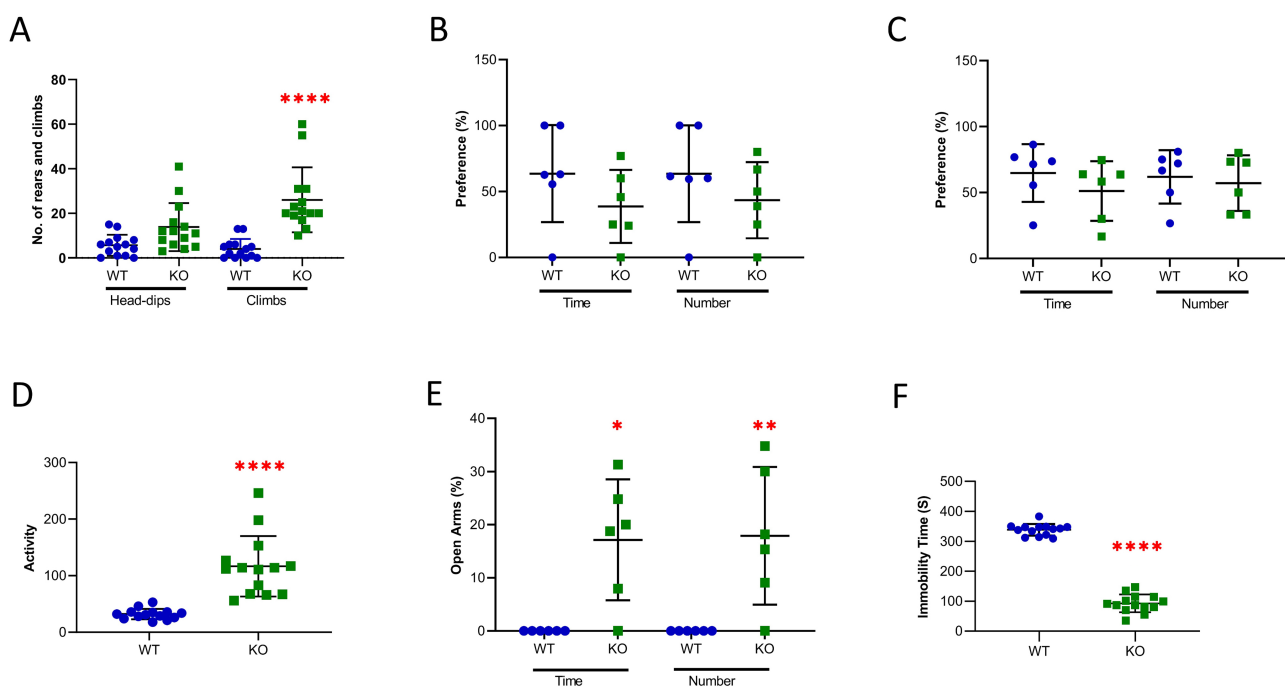 A
No. of rears and climbs
80
60
40
20
0
****
WT
KO
WT
KO
Head-dips
Climbs
B
Preference (%)
150
100
50
0
WT
KO
WT
KO
Time
Number
C
Preference (%)
150
100
50
0
WT
KO
WT
KO
Time
Number
D
Activity
300
200
100
0
****
WT
KO
E
Open Arms (%)
40
30
20
10
0
*
**
WT
KO
WT
KO
Time
Number
F
Immobility Time (S)
500
400
300
200
100
0
****
WT
KO